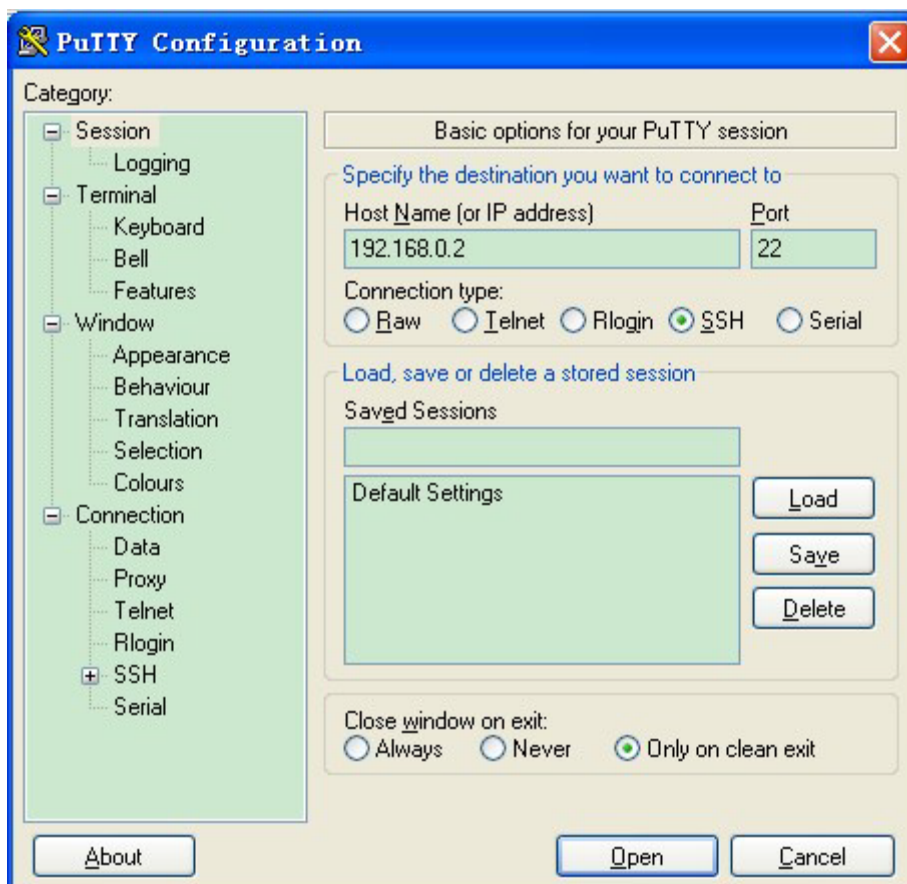 PuTTY Configuration
Category:
Session
Logging
Terminal
Keyboard
Bell
Features
Window
Appearance
Behaviour
Translation
Selection
Colours
Connection
Data
Proxy
Telnet
Rlogin
SSH
Serial
Basic options for your PuTTY session
Specify the destination you want to connect to
Host Name (or IP address) Port
192.168.0.2 22
Connection type:
Raw Telnet Rlogin SSH Serial
Load, save or delete a stored session
Saved Sessions
Default Settings
Load
Save
Delete
Close window on exit:
Always Never Only on clean exit
About Open Cancel